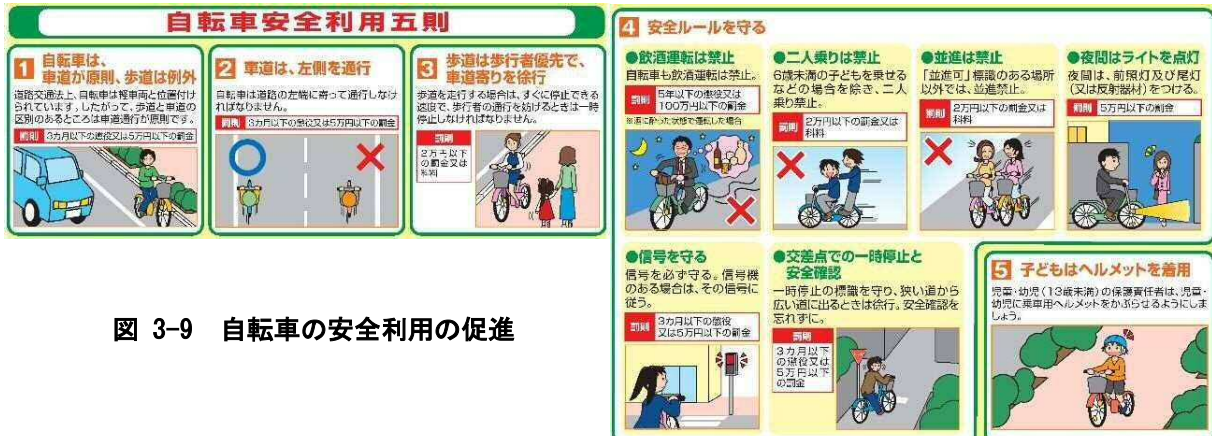 自転車安全利用五則
1 自転車は、
車道が原則、歩道は例外
道路交通法上、自転車は軽車両と位置付け
られています。したがって、歩道と車道の
区別のあるところは車道通行が原則です。
罰則 3カ月以下の懲役又は5万円以下の罰金
2 車道は、左側を通行
自転車は道路の左端に寄って通行しなけ
ればなりません。
罰則 3カ月以下の懲役又は5万円以下の罰金
3 歩道は歩行者優先で、
車道寄りを徐行
歩道を走行する場合は、すぐに停止できる
速度で、歩行者の通行を妨げるときは一時
停止しなければなりません。
罰則
2万円以下
の罰金又は
科料
4 安全ルールを守る
●飲酒運転は禁止
自転車も飲酒運転は禁止。
罰則 5年以下の懲役又は
100万円以下の罰金
※酒に酔った状態で運転した場合
●二人乗りは禁止
6歳未満の子どもを乗せる
などの場合を除き、二人
乗り禁止。
罰則 2万円以下の罰金又は
科料
●並進は禁止
「並進可」標識のある場所
以外では、並進禁止。
罰則 2万円以下の罰金又は
科料
●夜間はライトを点灯
夜間は、前照灯及び尾灯
(又は反射器材)をつける。
罰則 5万円以下の罰金
●信号を守る
信号を必ず守る。信号機
のある場合は、その信号に
従う。
罰則 3カ月以下の懲役
又は5万円以下の罰金
●交差点での一時停止と
安全確認
一時停止の標識を守り、狭い道から
広い道に出るときは徐行。安全確認を
忘れずに。
罰則
3カ月以下
の懲役又は
5万円以下
の罰金
5 子どもはヘルメットを着用
児童・幼児(13歳未満)の保護責任者は、児童・
幼児に乗車用ヘルメットをかぶらせるようにしま
しょう。
図 3-9 自転車の安全利用の促進